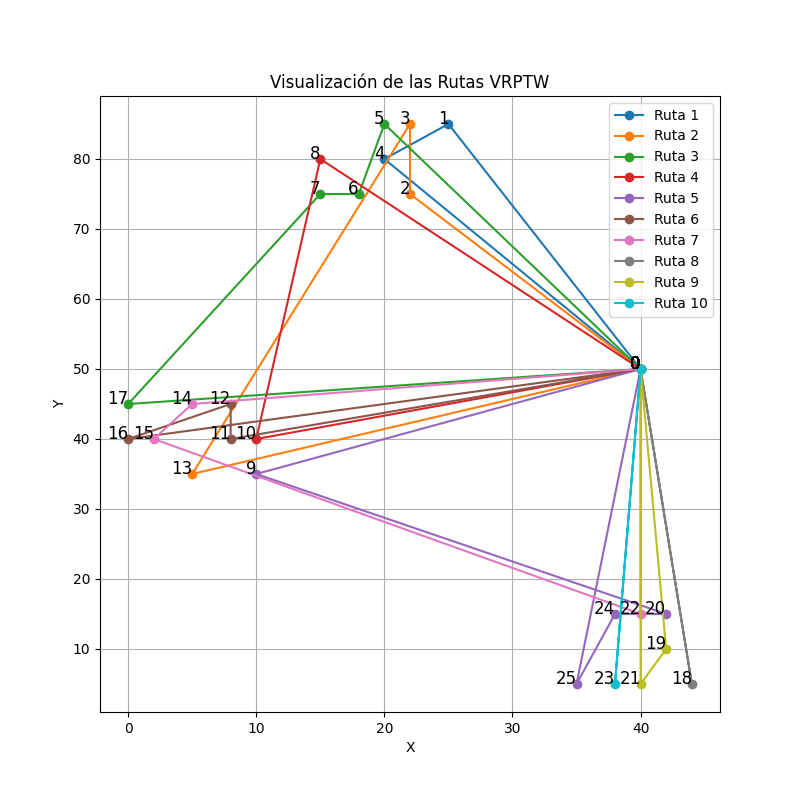 Visualización de las Rutas VRPTW
Ruta 1
Ruta 2
Ruta 3
Ruta 4
Ruta 5
Ruta 6
Ruta 7
Ruta 8
Ruta 9
Ruta 10
5 3 1
8 4
7 6 2
80
70
60
50
40
30
20
10
Y
0
17 14 12
16 15 11 10
13 9
24 22 20
19
25 23 21 18
0 10 20 30 40
X